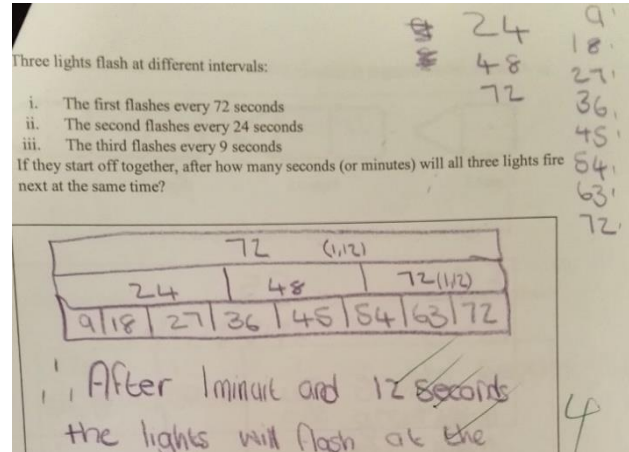 24
48
72
9
18
27
36
45
54
63
72
Three lights flash at different intervals:
i. The first flashes every 72 seconds
ii. The second flashes every 24 seconds
iii. The third flashes every 9 seconds
If they start off together, after how many seconds (or minutes) will all three lights fire
next at the same time?
72 (1,12)
24 48 72 (1,12)
9 18 27 36 45 54 63 72
After 1 minute and 12 seconds
the lights will flash at the
4